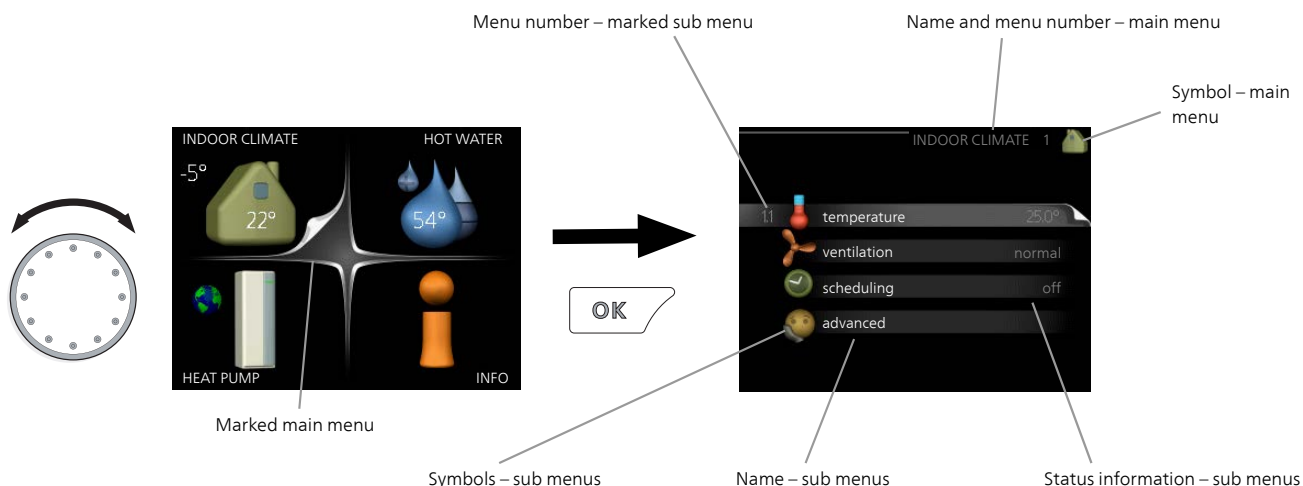 Menu number – marked sub menu
Name and menu number – main menu
Symbol – main
menu
INDOOR CLIMATE
HOT WATER
-5°
22°
54°
HEAT PUMP
INFO
Marked main menu
OK
INDOOR CLIMATE 1
1.1 temperature 25.0°
ventilation normal
scheduling off
advanced
Symbols – sub menus
Name – sub menus
Status information – sub menus